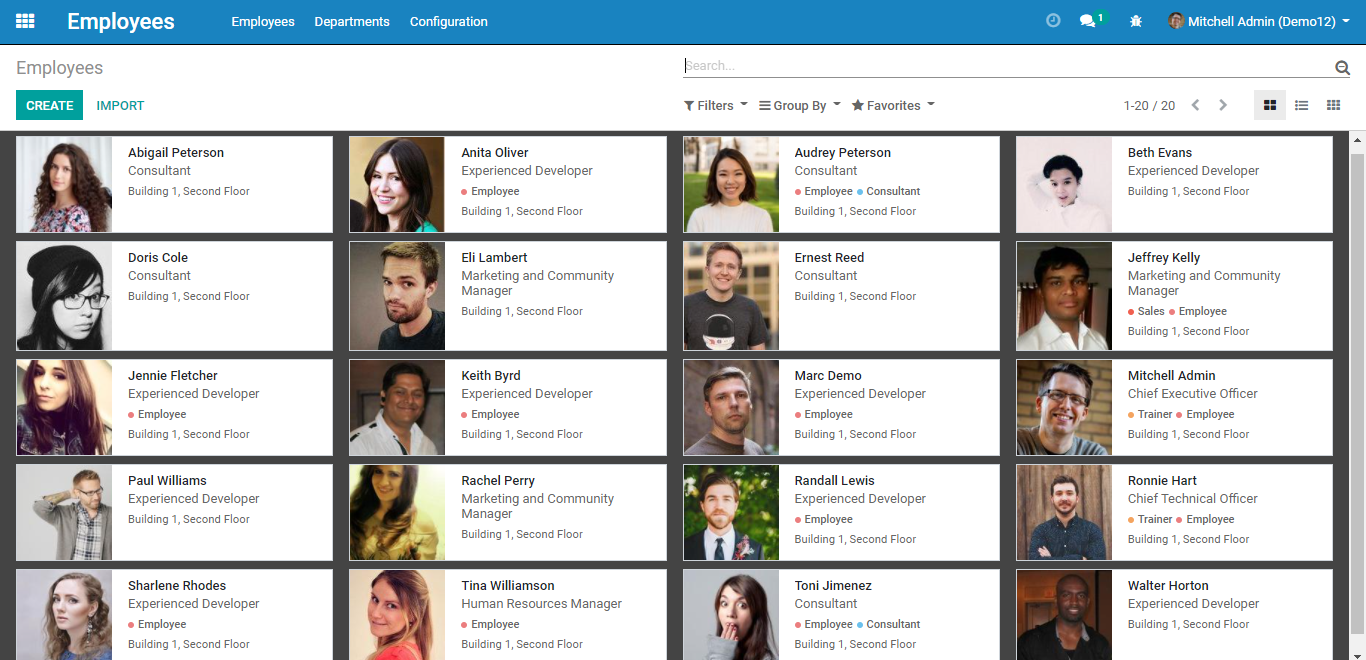 Employees Employees Departments Configuration 1 Mitchell Admin (Demo12)
Employees Search...
CREATE IMPORT Filters Group By Favorites 1-20 / 20
Abigail Peterson
Consultant
Building 1, Second Floor
Anita Oliver
Experienced Developer
Employee
Building 1, Second Floor
Audrey Peterson
Consultant
Employee Consultant
Building 1, Second Floor
Beth Evans
Experienced Developer
Building 1, Second Floor
Doris Cole
Consultant
Building 1, Second Floor
Eli Lambert
Marketing and Community
Manager
Building 1, Second Floor
Ernest Reed
Consultant
Building 1, Second Floor
Jeffrey Kelly
Marketing and Community
Manager
Sales Employee
Building 1, Second Floor
Jennie Fletcher
Experienced Developer
Employee
Building 1, Second Floor
Keith Byrd
Experienced Developer
Employee
Building 1, Second Floor
Marc Demo
Experienced Developer
Employee
Building 1, Second Floor
Mitchell Admin
Chief Executive Officer
Trainer Employee
Building 1, Second Floor
Paul Williams
Experienced Developer
Building 1, Second Floor
Rachel Perry
Marketing and Community
Manager
Building 1, Second Floor
Randall Lewis
Experienced Developer
Employee
Building 1, Second Floor
Ronnie Hart
Chief Technical Officer
Trainer Employee
Building 1, Second Floor
Sharlene Rhodes
Experienced Developer
Employee
Building 1, Second Floor
Tina Williamson
Human Resources Manager
Employee
Building 1, Second Floor
Toni Jimenez
Consultant
Employee Consultant
Building 1, Second Floor
Walter Horton
Experienced Developer
Building 1, Second Floor